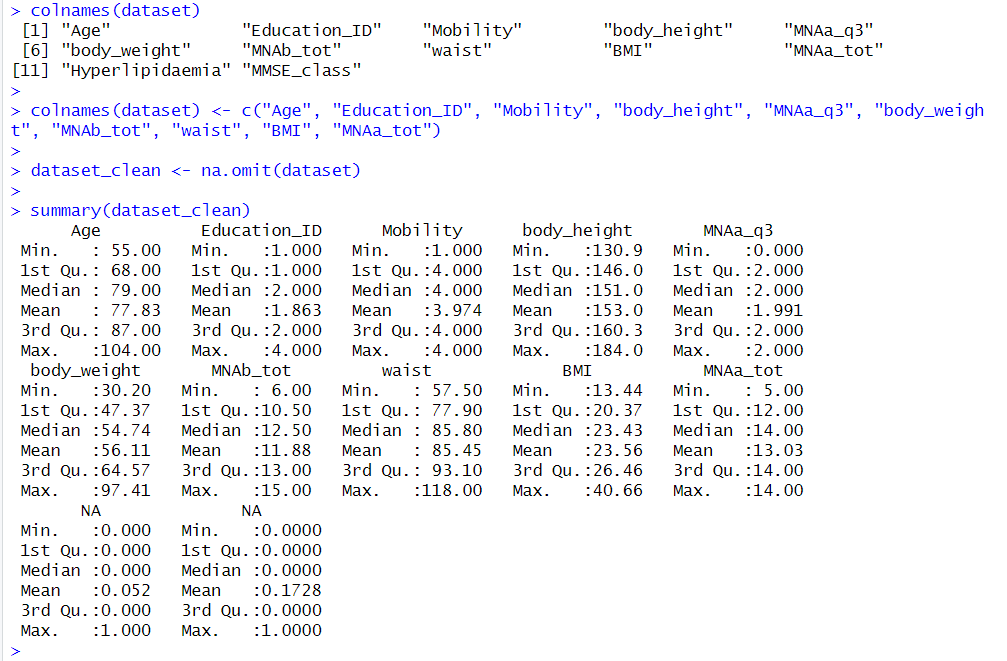 > colnames(dataset)
 [1] "Age"             "Education_ID"    "Mobility"        "body_height"     "MNAa_q3"
 [6] "body_weight"     "MNAb_tot"        "waist"           "BMI"             "MNAa_tot"
[11] "Hyperlipidaemia" "MMSE_class"
>
> colnames(dataset) <- c("Age", "Education_ID", "Mobility", "body_height", "MNAa_q3", "body_weigh
t", "MNAb_tot", "waist", "BMI", "MNAa_tot")
>
> dataset_clean <- na.omit(dataset)
>
> summary(dataset_clean)
      Age          Education_ID      Mobility      body_height       MNAa_q3
 Min.   : 55.00   Min.   :1.000   Min.   :1.000   Min.   :130.9   Min.   :0.000
 1st Qu.: 68.00   1st Qu.:1.000   1st Qu.:4.000   1st Qu.:146.0   1st Qu.:2.000
 Median : 79.00   Median :2.000   Median :4.000   Median :151.0   Median :2.000
 Mean   : 77.83   Mean   :1.863   Mean   :3.974   Mean   :153.0   Mean   :1.991
 3rd Qu.: 87.00   3rd Qu.:2.000   3rd Qu.:4.000   3rd Qu.:160.3   3rd Qu.:2.000
 Max.   :104.00   Max.   :4.000   Max.   :4.000   Max.   :184.0   Max.   :2.000
  body_weight       MNAb_tot         waist             BMI           MNAa_tot
 Min.   :30.20   Min.   : 6.00   Min.   : 57.50   Min.   :13.44   Min.   : 5.00
 1st Qu.:47.37   1st Qu.:10.50   1st Qu.: 77.90   1st Qu.:20.37   1st Qu.:12.00
 Median :54.74   Median :12.50   Median : 85.80   Median :23.43   Median :14.00
 Mean   :56.11   Mean   :11.88   Mean   : 85.45   Mean   :23.56   Mean   :13.03
 3rd Qu.:64.57   3rd Qu.:13.00   3rd Qu.: 93.10   3rd Qu.:26.46   3rd Qu.:14.00
 Max.   :97.41   Max.   :15.00   Max.   :118.00   Max.   :40.66   Max.   :14.00
       NA              NA
 Min.   :0.000   Min.   :0.0000
 1st Qu.:0.000   1st Qu.:0.0000
 Median :0.000   Median :0.0000
 Mean   :0.052   Mean   :0.1728
 3rd Qu.:0.000   3rd Qu.:0.0000
 Max.   :1.000   Max.   :1.0000
>